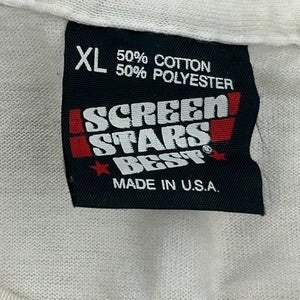 XL 50% COTTON
50% POLYESTER
SCREEN
STARS
BEST®
MADE IN U.S.A.